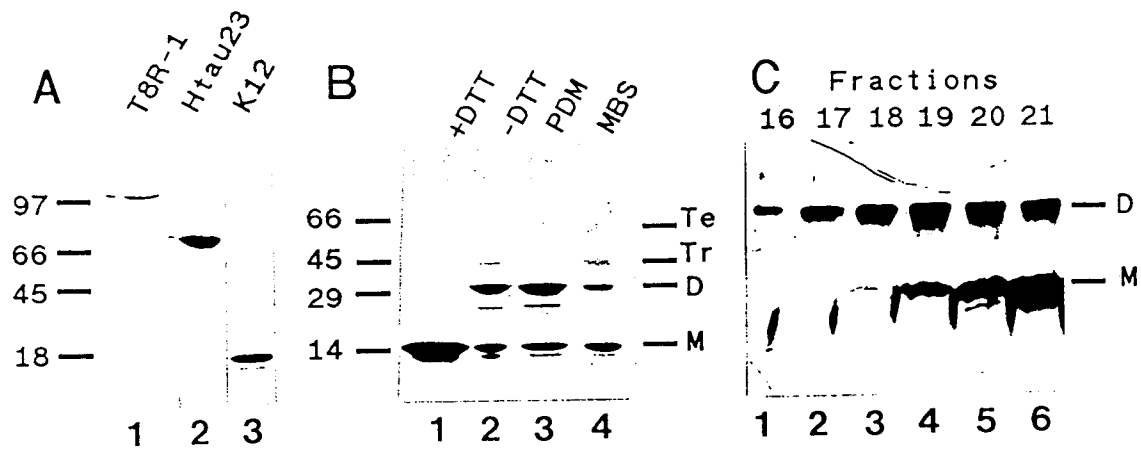 A
T8R-1
Htau23
K12
97
66
45
18
1 2 3
B
+DTT
-DTT
PDM
MBS
66
45
29
14
Te
Tr
D
M
1 2 3 4
C
Fractions
16 17 18 19 20 21
D
M
1 2 3 4 5 6